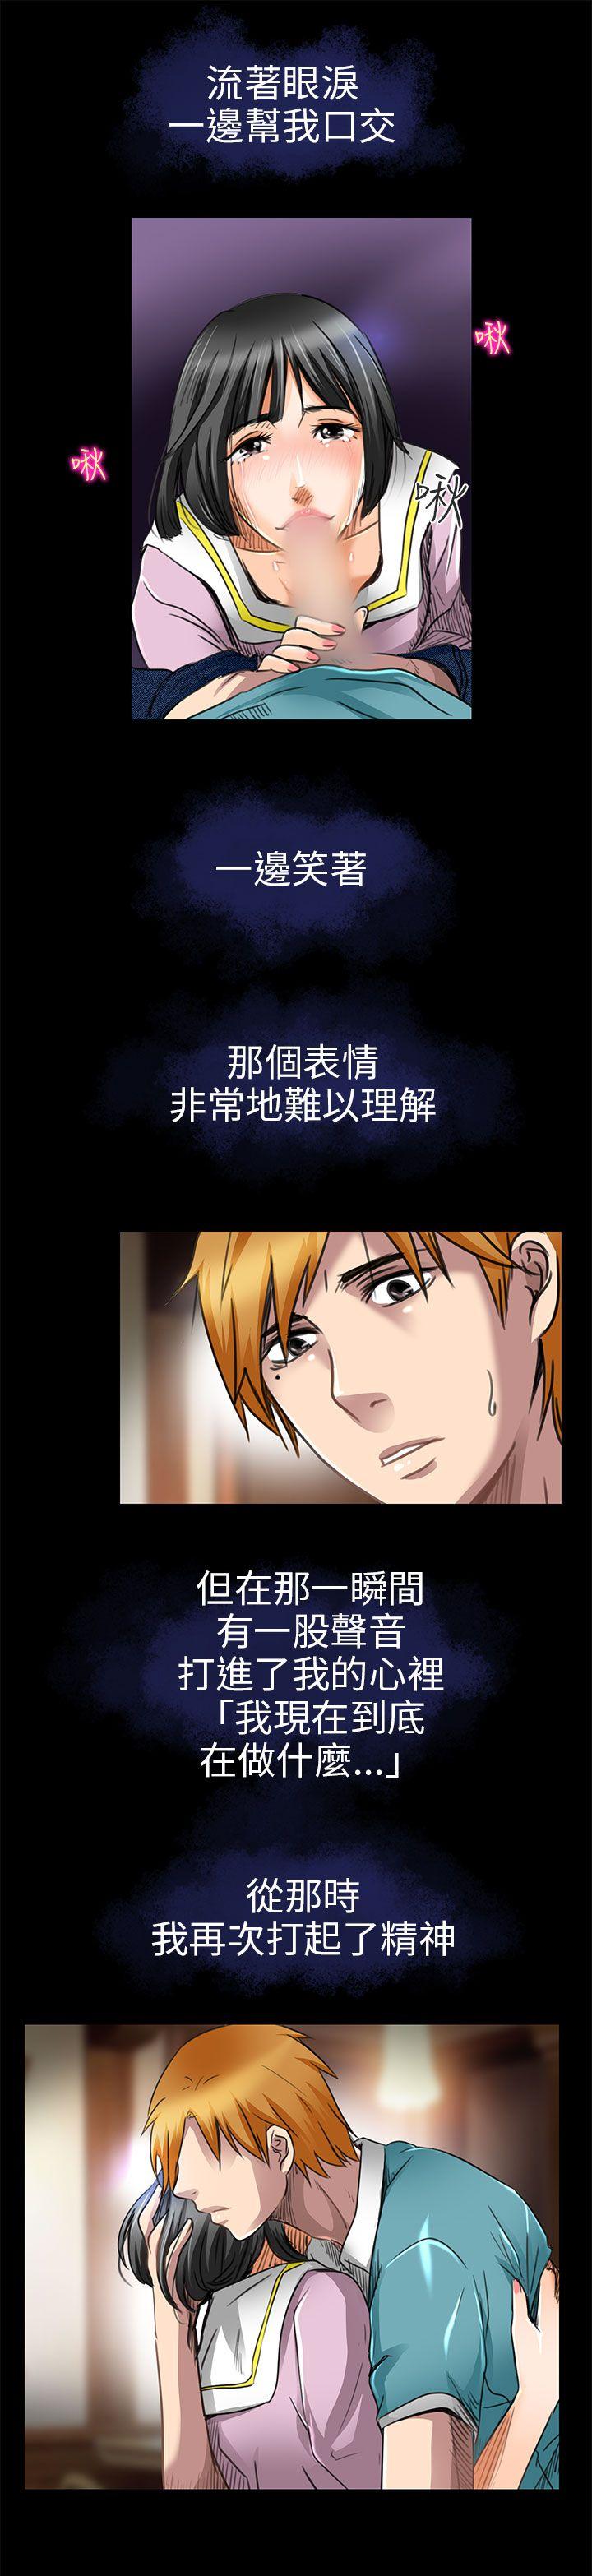 流著眼淚
一邊幫我口交
啾
啾
啾
一邊笑著
那個表情
非常地難以理解
但在那一瞬間
有一股聲音
打進了我的心裡
「我現在到底
在做什麼...」
從那時
我再次打起了精神